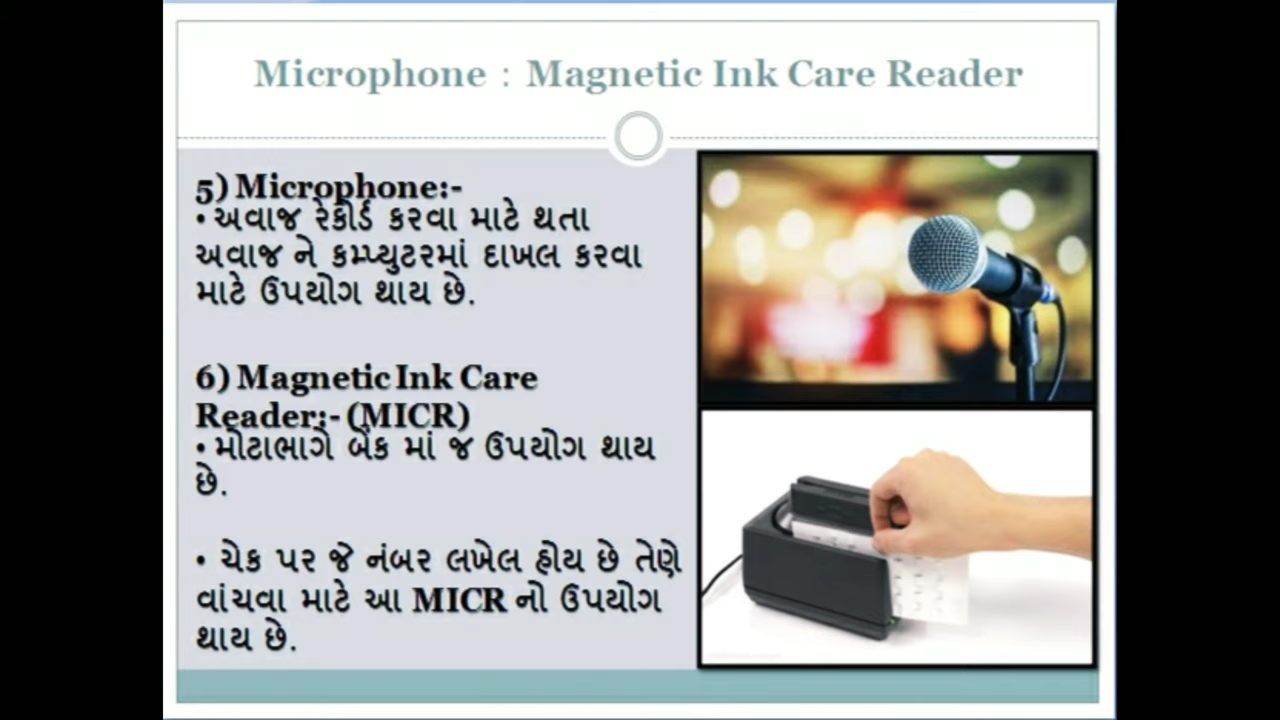 Microphone : Magnetic Ink Care Reader
5) Microphone:-
• અવાજ રેકોર્ડ કરવા માટે થતા
અવાજ ને કમ્પ્યુટરમાં દાખલ કરવા
માટે ઉપયોગ થાય છે.
6) Magnetic Ink Care
Reader:- (MICR)
• મોટાભાગે બેંક માં જ ઉપયોગ થાય
છે.
• ચેક પર જે નંબર લખેલ હોય છે તેણે
વાંચવા માટે આ MICR નો ઉપયોગ
થાય છે.